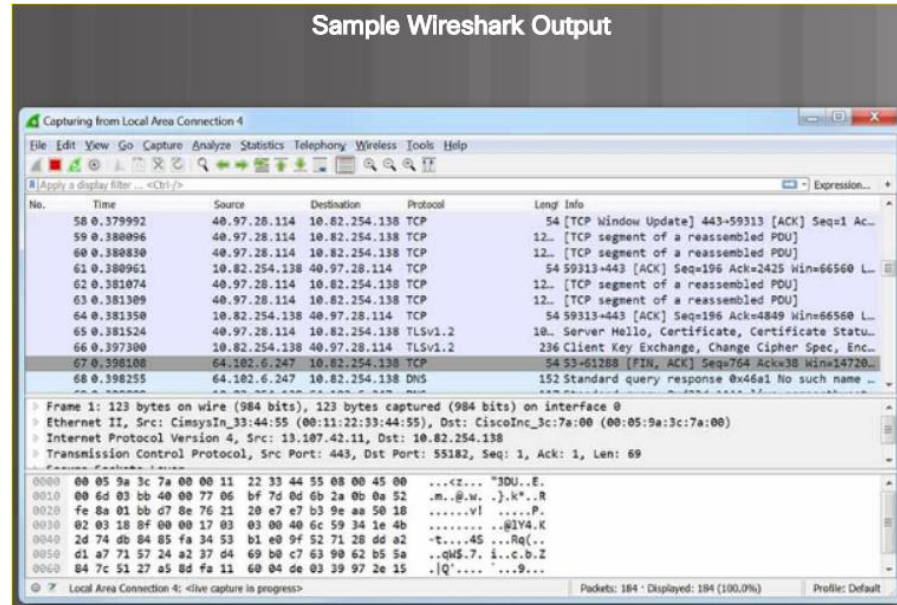 Sample Wireshark Output
Capturing from Local Area Connection 4
File Edit View Go Capture Analyze Statistics Telephony Wireless Tools Help
Apply a display filter ... <Ctrl-/> Expression... +
No. Time Source Destination Protocol Lengt Info
58 0.379992 40.97.28.114 10.82.254.138 TCP 54 [TCP Window Update] 443→59313 [ACK] Seq=1 Ac…
59 0.380096 40.97.28.114 10.82.254.138 TCP 12… [TCP segment of a reassembled PDU]
60 0.380830 40.97.28.114 10.82.254.138 TCP 12… [TCP segment of a reassembled PDU]
61 0.380961 10.82.254.138 40.97.28.114 TCP 54 59313→443 [ACK] Seq=196 Ack=2425 Win=66560 L…
62 0.381074 40.97.28.114 10.82.254.138 TCP 12… [TCP segment of a reassembled PDU]
63 0.381309 40.97.28.114 10.82.254.138 TCP 12… [TCP segment of a reassembled PDU]
64 0.381350 10.82.254.138 40.97.28.114 TCP 54 59313→443 [ACK] Seq=196 Ack=4849 Win=66560 L…
65 0.381524 40.97.28.114 10.82.254.138 TLSv1.2 10… Server Hello, Certificate, Certificate Statu…
66 0.397300 10.82.254.138 40.97.28.114 TLSv1.2 236 Client Key Exchange, Change Cipher Spec, Enc…
67 0.398108 64.102.6.247 10.82.254.138 TCP 54 53→61288 [FIN, ACK] Seq=764 Ack=38 Win=14720…
68 0.398255 64.102.6.247 10.82.254.138 DNS 152 Standard query response 0x46a1 No such name …
Frame 1: 123 bytes on wire (984 bits), 123 bytes captured (984 bits) on interface 0
Ethernet II, Src: CimsysIn_33:44:55 (00:11:22:33:44:55), Dst: CiscoInc_3c:7a:00 (00:05:9a:3c:7a:00)
Internet Protocol Version 4, Src: 13.107.42.11, Dst: 10.82.254.138
Transmission Control Protocol, Src Port: 443, Dst Port: 55182, Seq: 1, Ack: 1, Len: 69
0000 00 05 9a 3c 7a 00 00 11 22 33 44 55 08 00 45 00 ...<z... "3DU..E.
0010 00 6d 03 bb 40 00 77 06 bf 7d 0d 6b 2a 0b 0a 52 .m..@.w. .}.k*..R
0020 fe 8a 01 bb d7 8e 76 21 20 e7 e7 b3 9e aa 50 18 ......v! .....P.
0030 02 03 18 8f 00 00 17 03 03 00 40 6c 59 34 1e 4b ........ ..@lY4.K
0040 2d 74 db 84 85 fa 34 53 b1 e0 9f 52 71 28 dd a2 -t....4S ...Rq(..
0050 d1 a7 71 57 24 a2 37 d4 69 b0 c7 63 90 62 b5 5a ..qW$.7. i..c.b.Z
0060 84 7c 51 27 a5 8d fa 11 60 04 de 03 39 97 2e 15 .|Q'.... `...9...
Local Area Connection 4: <live capture in progress> Packets: 184 · Displayed: 184 (100.0%) Profile: Default